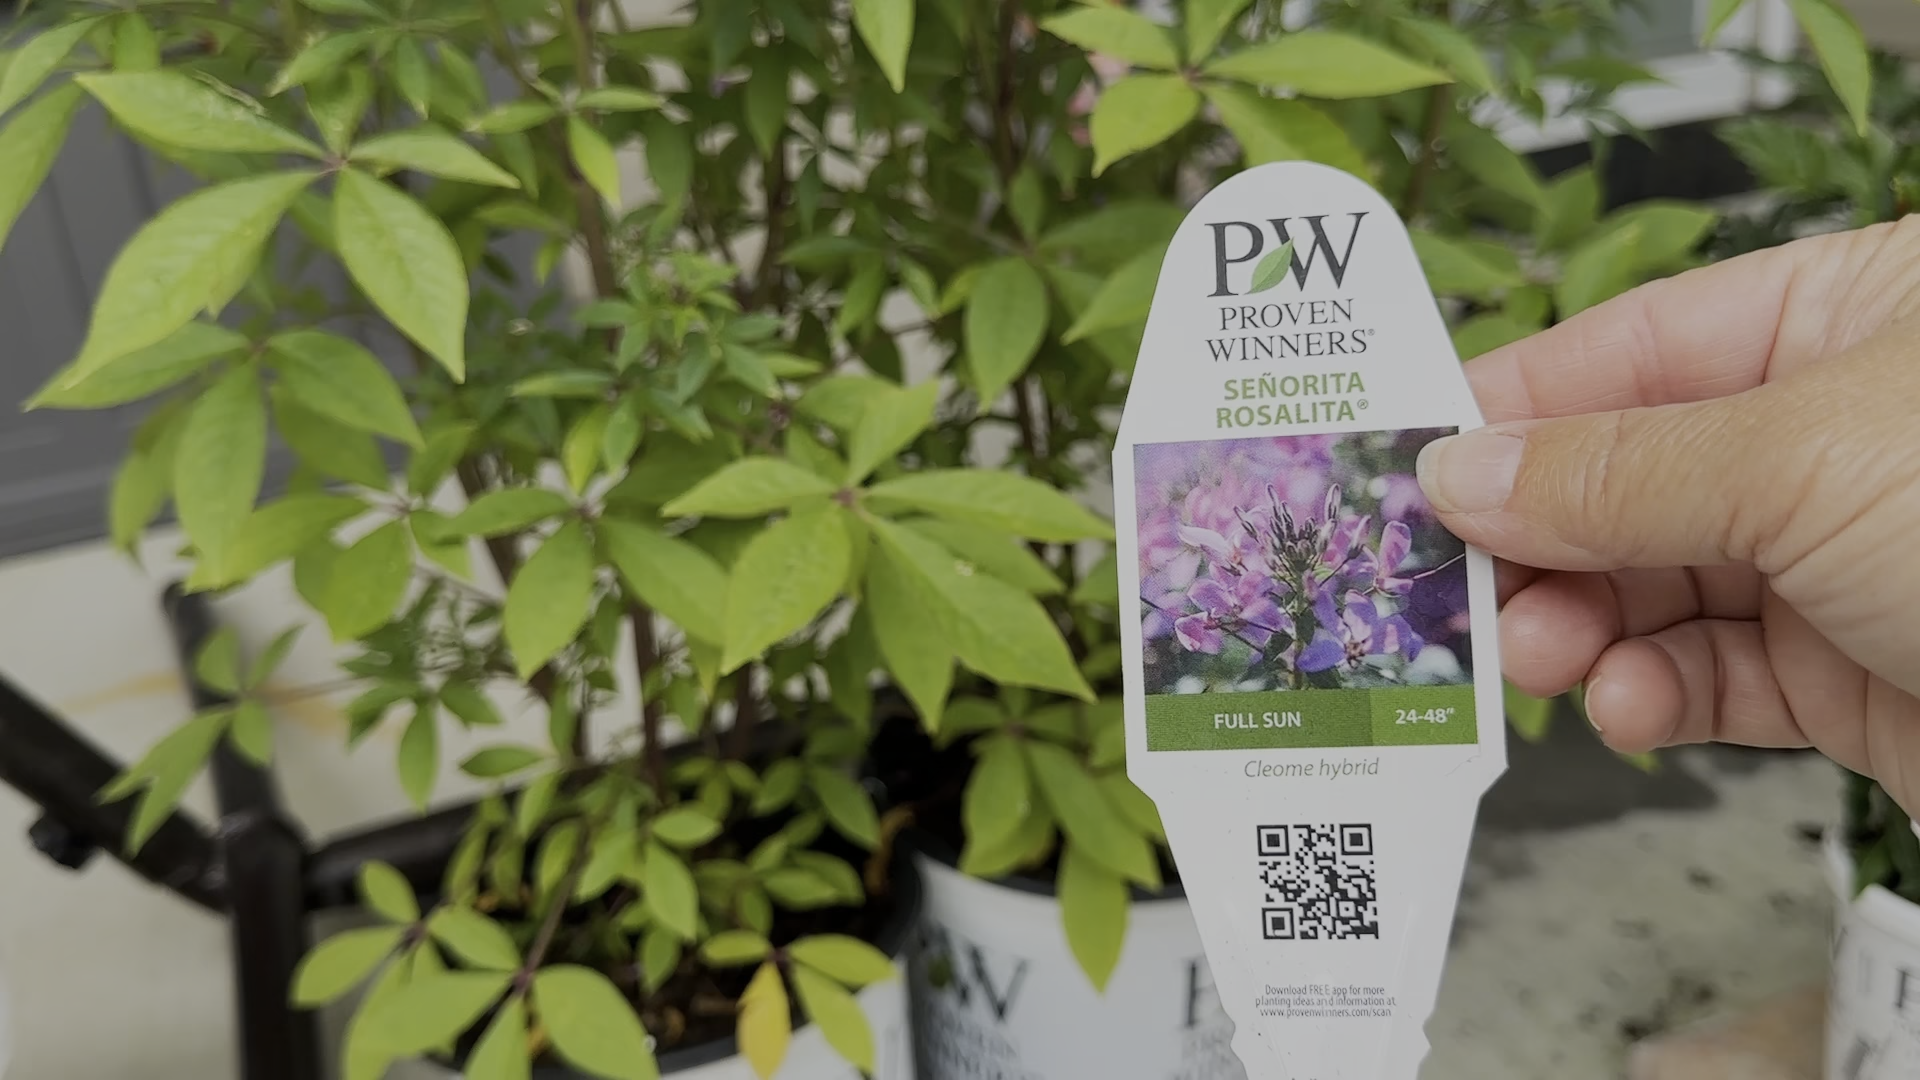 PW
PROVEN
WINNERS®
SEÑORITA
ROSALITA®
FULL SUN 24-48"
Cleome hybrid
Download FREE app for more
planting ideas and information at
www.provenwinners.com/scan